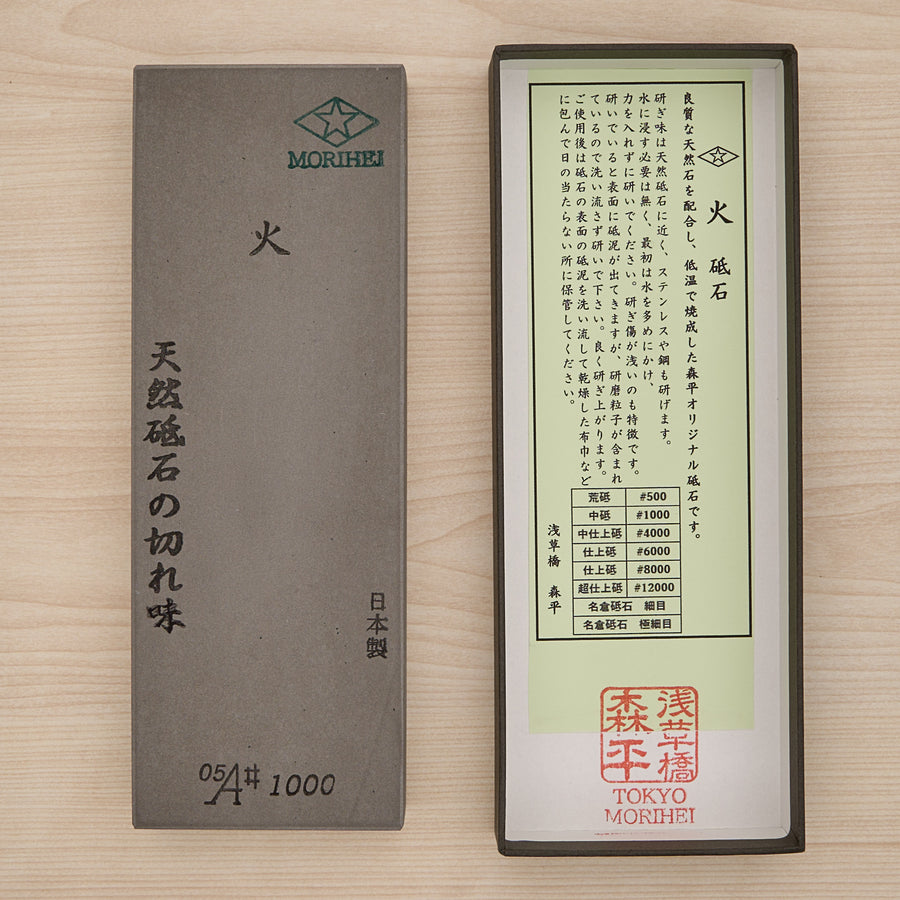 MORIHEI
火
天然砥石の切れ味
日本製
05A# 1000
火 砥石
良質な天然石を配合し、低温で焼成した森平オリジナル砥石です。
研ぎ味は天然砥石に近く、ステンレスや鋼も研げます。
水に浸す必要は無く、最初は水を多めにかけ、
力を入れずに研いでください。研ぎ傷が浅いのも特徴です。
研いでいると表面に砥泥が出てきますが、研磨粒子が含まれ
ているので洗い流さず研いで下さい。良く研ぎ上がります。
ご使用後は砥石の表面の砥泥を洗い流して乾燥した布巾など
に包んで日の当たらない所に保管してください。
荒砥 #500
中砥 #1000
中仕上砥 #4000
仕上砥 #6000
仕上砥 #8000
超仕上砥 #12000
名倉砥石 細目
名倉砥石 極細目
浅草橋 森平
浅草橋
森平
TOKYO
MORIHEI